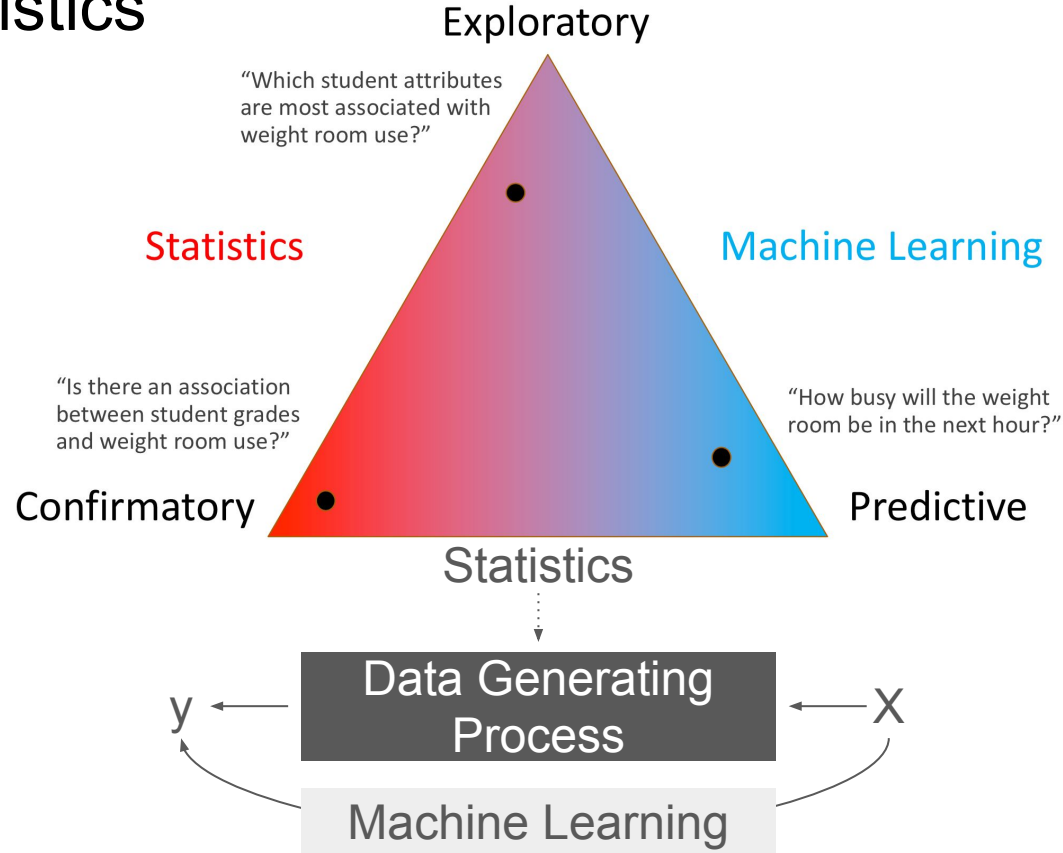 istics
Exploratory
“Which student attributes
are most associated with
weight room use?”
Statistics
Machine Learning
“Is there an association
between student grades
and weight room use?”
“How busy will the weight
room be in the next hour?”
Confirmatory
Predictive
Statistics
Data Generating
Process
y
X
Machine Learning